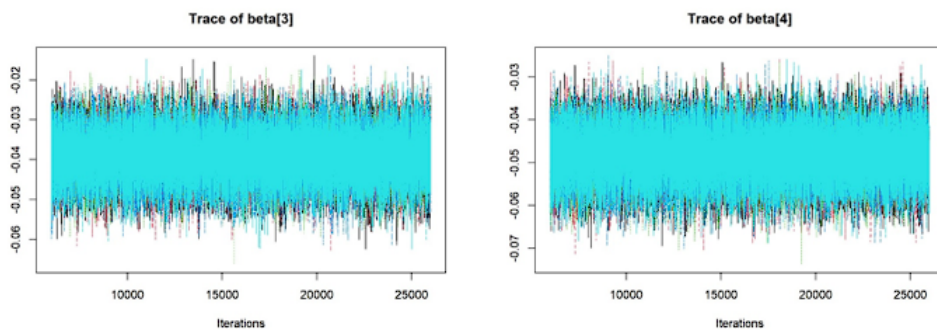 Trace of beta[3]
-0.02
-0.03
-0.04
-0.05
-0.06
10000 15000 20000 25000
Iterations
Trace of beta[4]
-0.03
-0.04
-0.05
-0.06
-0.07
10000 15000 20000 25000
Iterations